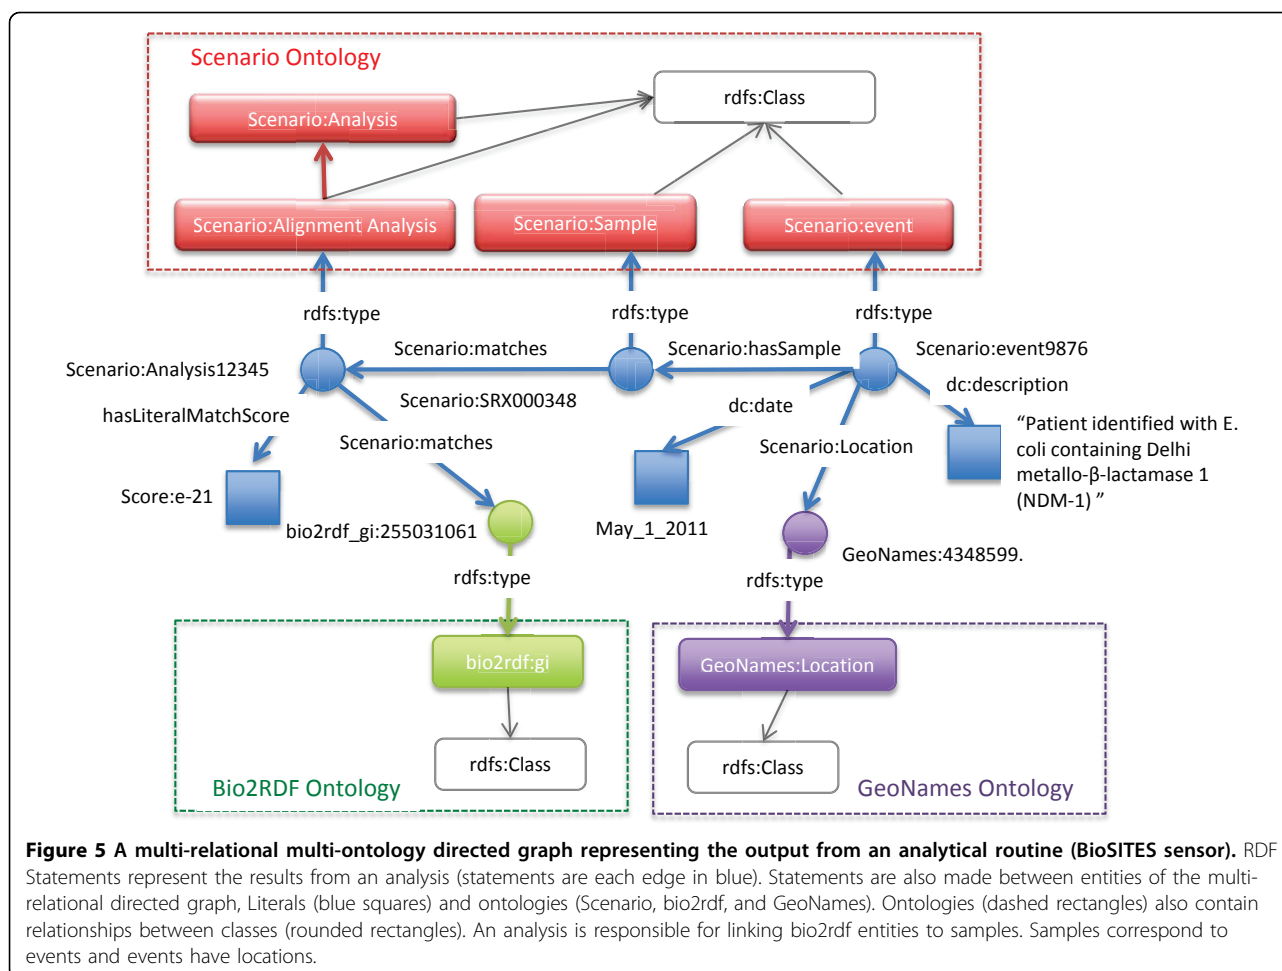 Scenario Ontology
rdfs:Class
Scenario:Analysis
Scenario:Alignment Analysis
Scenario:Sample
Scenario:event
rdfs:type
rdfs:type
rdfs:type
Scenario:matches
Scenario:hasSample
Scenario:event9876
Scenario:Analysis12345
dc:description
Scenario:SRX000348
dc:date
hasLiteralMatchScore
Scenario:matches
Scenario:Location
“Patient identified with E.
coli containing Delhi
metallo-β-lactamase 1
(NDM-1) ”
Score:e-21
bio2rdf_gi:255031061
May_1_2011
GeoNames:4348599.
rdfs:type
rdfs:type
bio2rdf:gi
GeoNames:Location
rdfs:Class
rdfs:Class
Bio2RDF Ontology
GeoNames Ontology
Figure 5 A multi-relational multi-ontology directed graph representing the output from an analytical routine (BioSITES sensor). RDF
Statements represent the results from an analysis (statements are each edge in blue). Statements are also made between entities of the multi-
relational directed graph, Literals (blue squares) and ontologies (Scenario, bio2rdf, and GeoNames). Ontologies (dashed rectangles) also contain
relationships between classes (rounded rectangles). An analysis is responsible for linking bio2rdf entities to samples. Samples correspond to
events and events have locations.